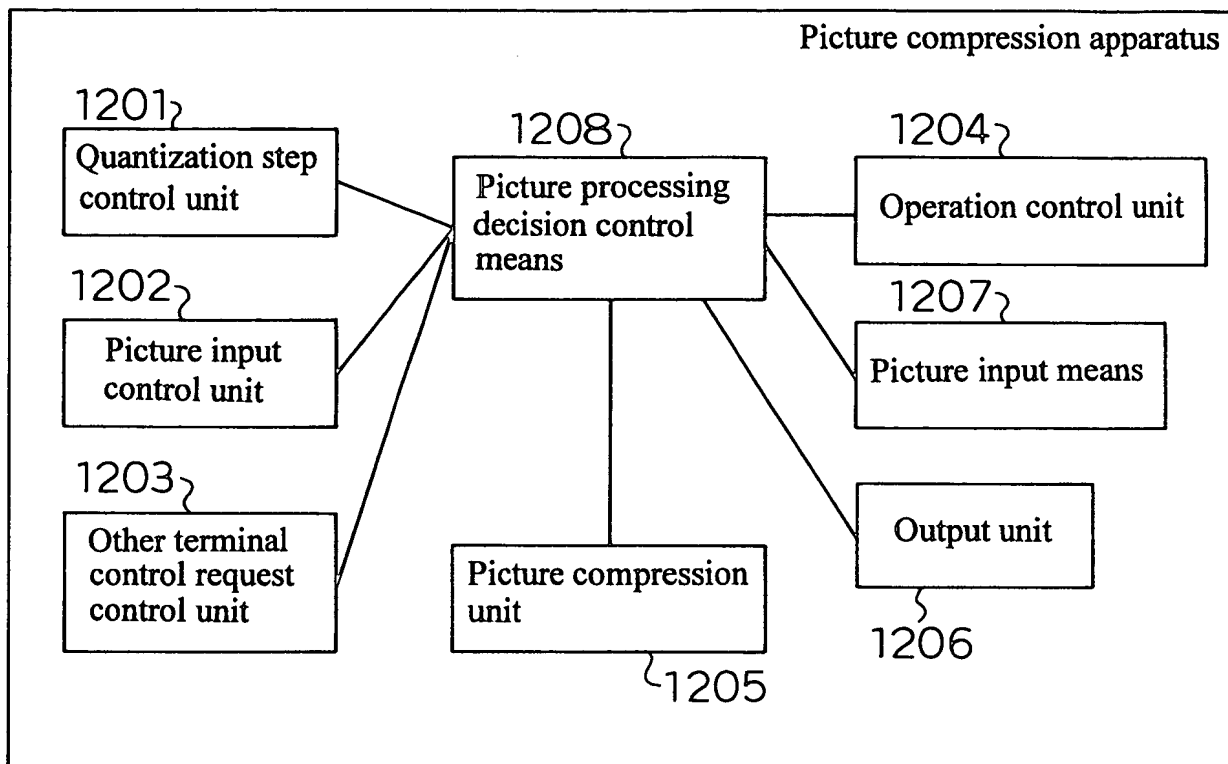 Picture compression apparatus
1201
Quantization step
control unit
1208
Picture processing
decision control
means
1204
Operation control unit
1202
Picture input
control unit
1207
Picture input means
1203
Other terminal
control request
control unit
Picture compression
unit
1205
Output unit
1206